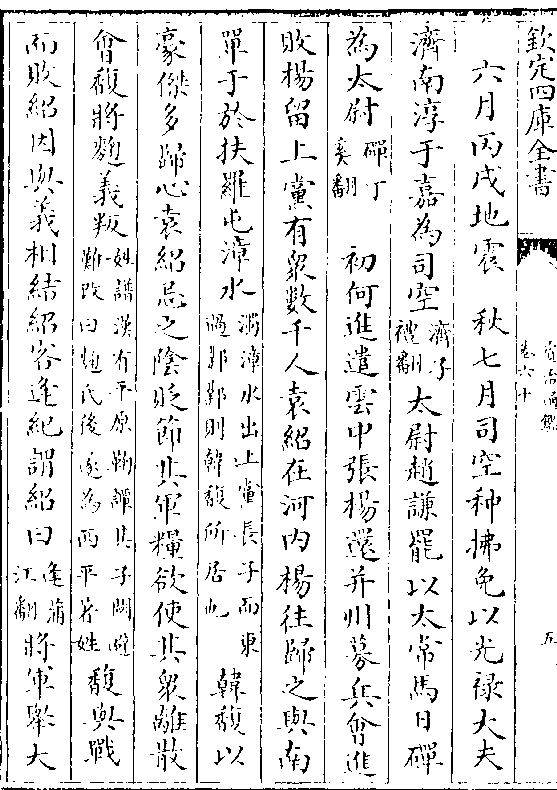 欽定四庫全書
資治通鑑
卷六十
五
六月丙戌地震　秋七月司空种拂免以光禄大夫
濟南淳于嘉為司空濟子禮翻太尉趙謙罷以太常馬日磾
為太尉磾丁奚翻　初何進遣雲中張楊還并州募兵會進
敗楊留上黨有衆數千人袁紹在河内楊往歸之與南
單于於扶羅屯漳水濁漳水出上黨長子而東過鄴鄴則韓馥所居也韓馥以
豪傑多歸心袁紹忌之陰貶節其軍糧欲使其衆離散
會馥將麴義叛姓譜漢有平原鞠譚其子閟避難改曰麴氏後遂為西平著姓馥與戰
而敗紹因與義相結紹客逢紀謂紹曰逢蒲江翻將軍舉大